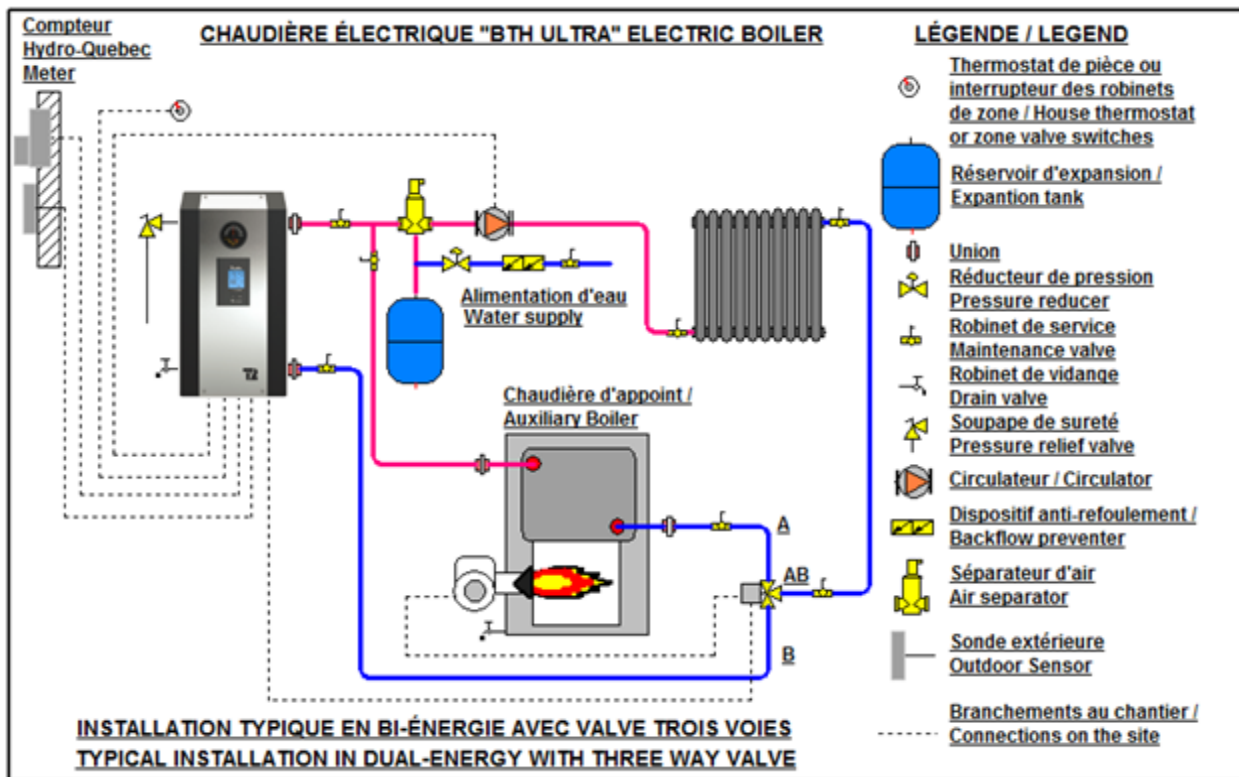 Compteur
Hydro-Quebec
Meter
CHAUDIÈRE ÉLECTRIQUE "BTH ULTRA" ELECTRIC BOILER
LÉGENDE / LEGEND
Thermostat de pièce ou
interrupteur des robinets
de zone / House thermostat
or zone valve switches
Réservoir d'expansion /
Expantion tank
Union
Réducteur de pression
Pressure reducer
Robinet de service
Maintenance valve
Robinet de vidange
Drain valve
Soupape de sureté
Pressure relief valve
Circulateur / Circulator
Dispositif anti-refoulement /
Backflow preventer
Séparateur d'air
Air separator
Sonde extérieure
Outdoor Sensor
Branchements au chantier /
Connections on the site
Alimentation d'eau
Water supply
Chaudière d'appoint /
Auxiliary Boiler
A
AB
B
INSTALLATION TYPIQUE EN BI-ÉNERGIE AVEC VALVE TROIS VOIES
TYPICAL INSTALLATION IN DUAL-ENERGY WITH THREE WAY VALVE